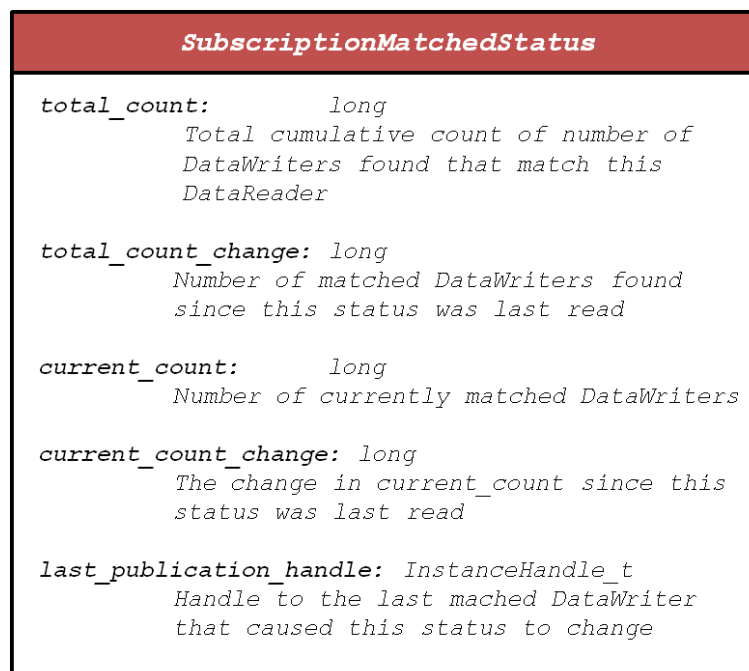 SubscriptionMatchedStatus
total_count: long
Total cumulative count of number of
DataWriters found that match this
DataReader
total_count_change: long
Number of matched DataWriters found
since this status was last read
current_count: long
Number of currently matched DataWriters
current_count_change: long
The change in current_count since this
status was last read
last_publication_handle: InstanceHandle_t
Handle to the last mached DataWriter
that caused this status to change